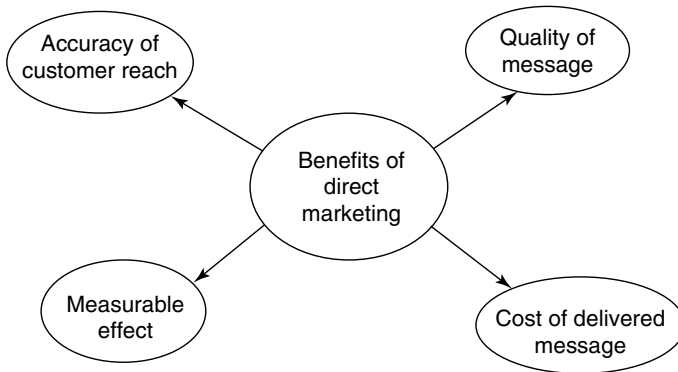 Accuracy of
customer reach
Quality of
message
Benefits of
direct
marketing
Measurable
effect
Cost of delivered
message